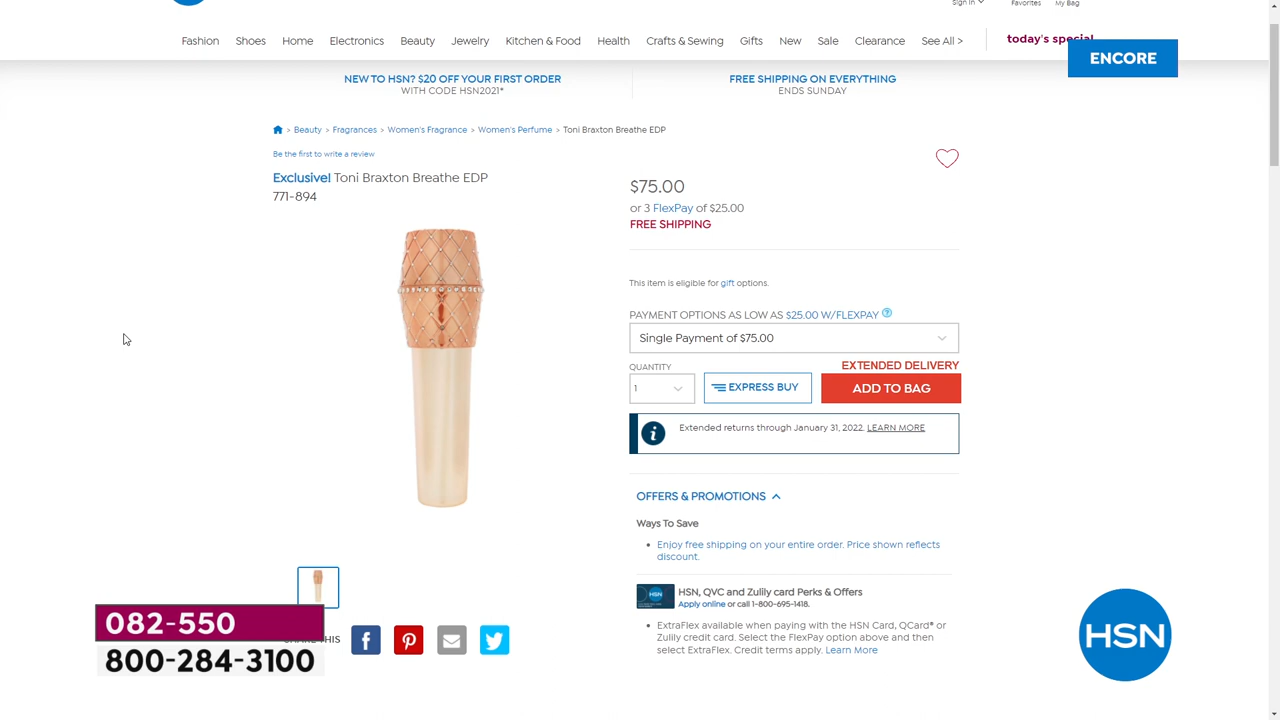 Sign In
Favorites
My Bag
Fashion Shoes Home Electronics Beauty Jewelry Kitchen & Food Health Crafts & Sewing Gifts New Sale Clearance See All >
today's special
ENCORE
NEW TO HSN? $20 OFF YOUR FIRST ORDER
WITH CODE HSN2021*
FREE SHIPPING ON EVERYTHING
ENDS SUNDAY
> Beauty > Fragrances > Women's Fragrance > Women's Perfume > Toni Braxton Breathe EDP
Be the first to write a review
Exclusive! Toni Braxton Breathe EDP
771-894
$75.00
or 3 FlexPay of $25.00
FREE SHIPPING
This item is eligible for gift options.
PAYMENT OPTIONS AS LOW AS $25.00 W/FLEXPAY ?
Single Payment of $75.00
QUANTITY
EXTENDED DELIVERY
1
EXPRESS BUY
ADD TO BAG
i
Extended returns through January 31, 2022. LEARN MORE
OFFERS & PROMOTIONS
Ways To Save
• Enjoy free shipping on your entire order. Price shown reflects
discount.
HSN
HSN, QVC and Zulily card Perks & Offers
Apply online or call 1-800-695-1418.
• ExtraFlex available when paying with the HSN Card, QCard® or
Zulily credit card. Select the FlexPay option above and then
select ExtraFlex. Credit terms apply. Learn More
082-550
THIS
800-284-3100
HSN